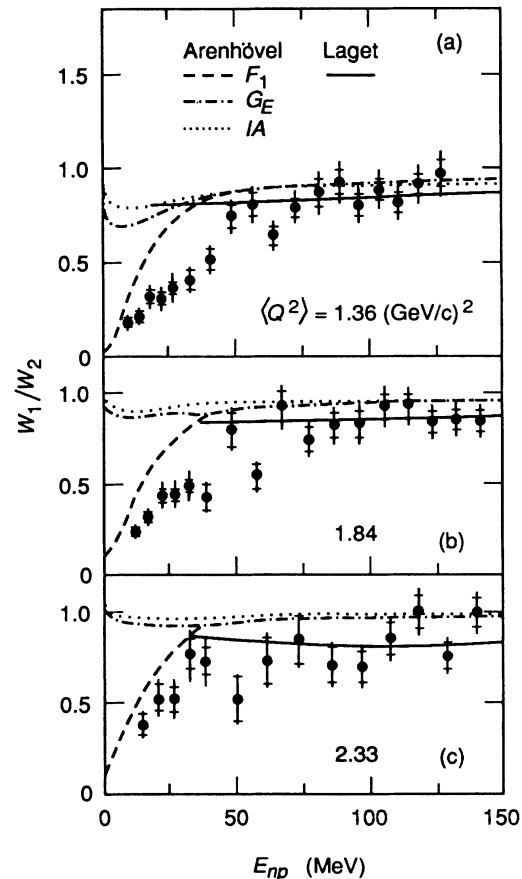 (a)
Arenhövel Laget
F1
GE
IA
1.5
1.0
0.5
0
⟨Q²⟩ = 1.36 (GeV/c)²
W1/W2
1.0
0.5
0
1.84
(b)
1.0
0.5
0
2.33
(c)
0 50 100 150
Enp (MeV)